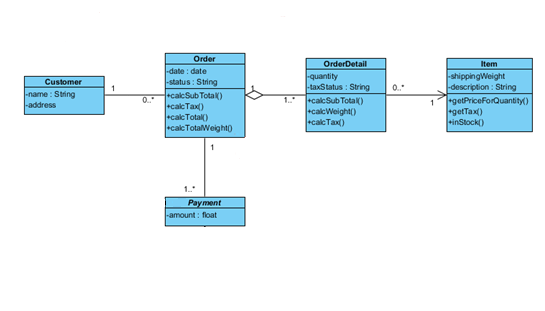 Customer
-name : String
-address
1
0..*
Order
-date : date
-status : String
+calcSubTotal()
+calcTax()
+calcTotal()
+calcTotalWeight()
1
1..*
OrderDetail
-quantity
-taxStatus : String
+calcSubTotal()
+calcWeight()
+calcTax()
0..*
1
Item
-shippingWeight
-description : String
+getPriceForQuantity()
+getTax()
+inStock()
1
1..*
Payment
-amount : float